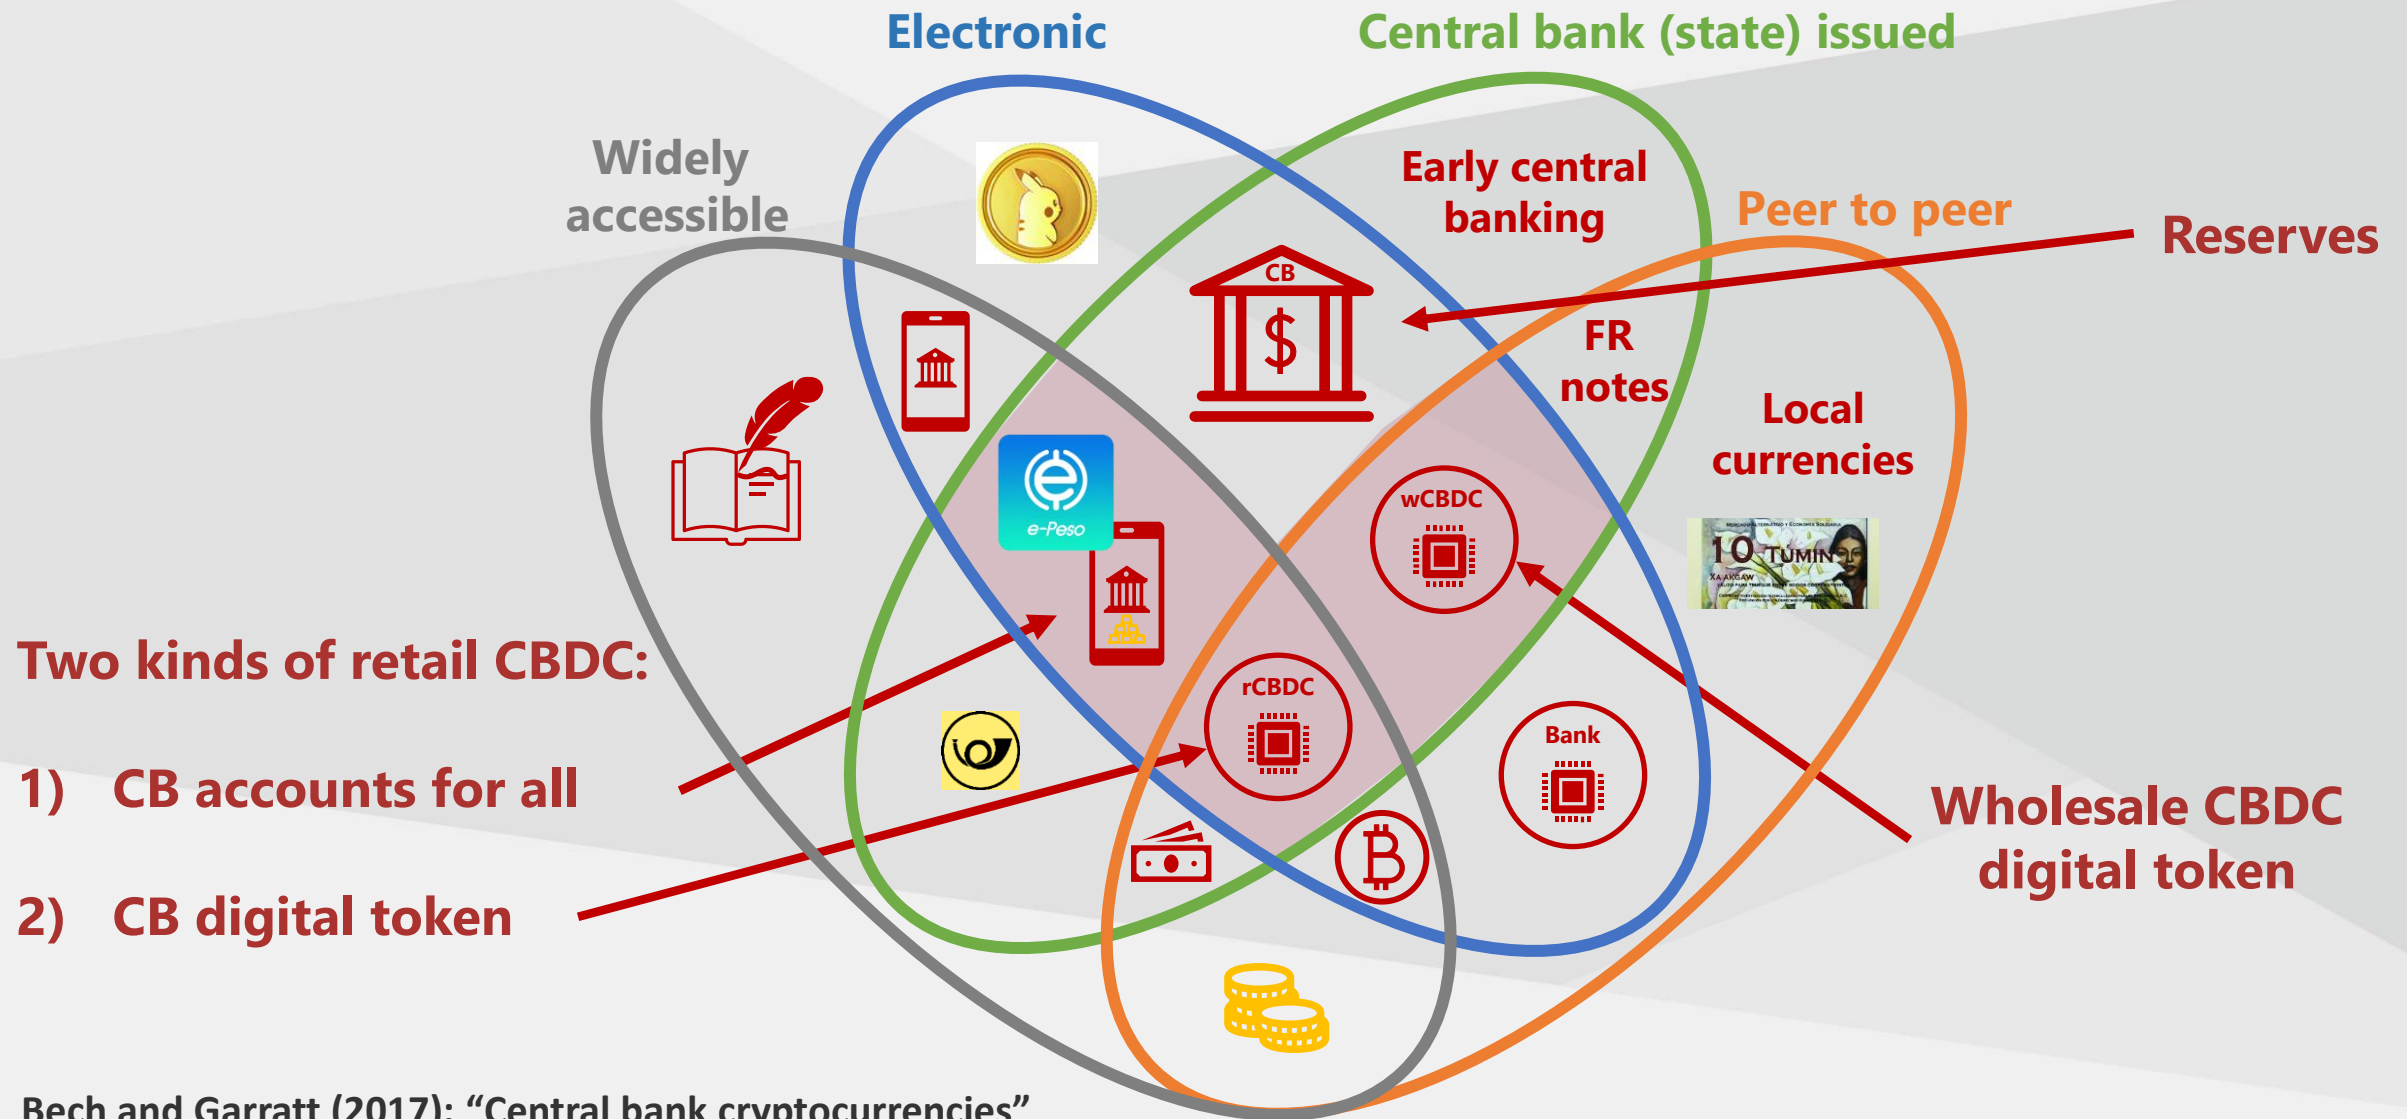 Electronic
Central bank (state) issued
Widely
accessible
Early central
banking
Peer to peer
Reserves
CB
$
FR
notes
Local
currencies
e-Peso
wCBDC
10 TUMIN
XA AKGAW
Two kinds of retail CBDC:
rCBDC
Bank
1) CB accounts for all
Wholesale CBDC
digital token
2) CB digital token
Bech and Garratt (2017): “Central bank cryptocurrencies”